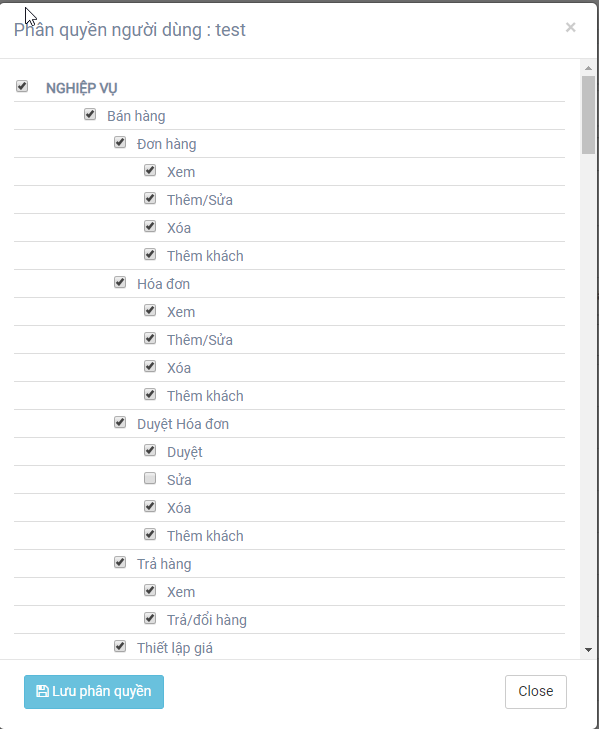 Phân quyền người dùng : test
×
NGHIỆP VỤ
Bán hàng
Đơn hàng
Xem
Thêm/Sửa
Xóa
Thêm khách
Hóa đơn
Xem
Thêm/Sửa
Xóa
Thêm khách
Duyệt Hóa đơn
Duyệt
Sửa
Xóa
Thêm khách
Trả hàng
Xem
Trả/đổi hàng
Thiết lập giá
Lưu phân quyền
Close